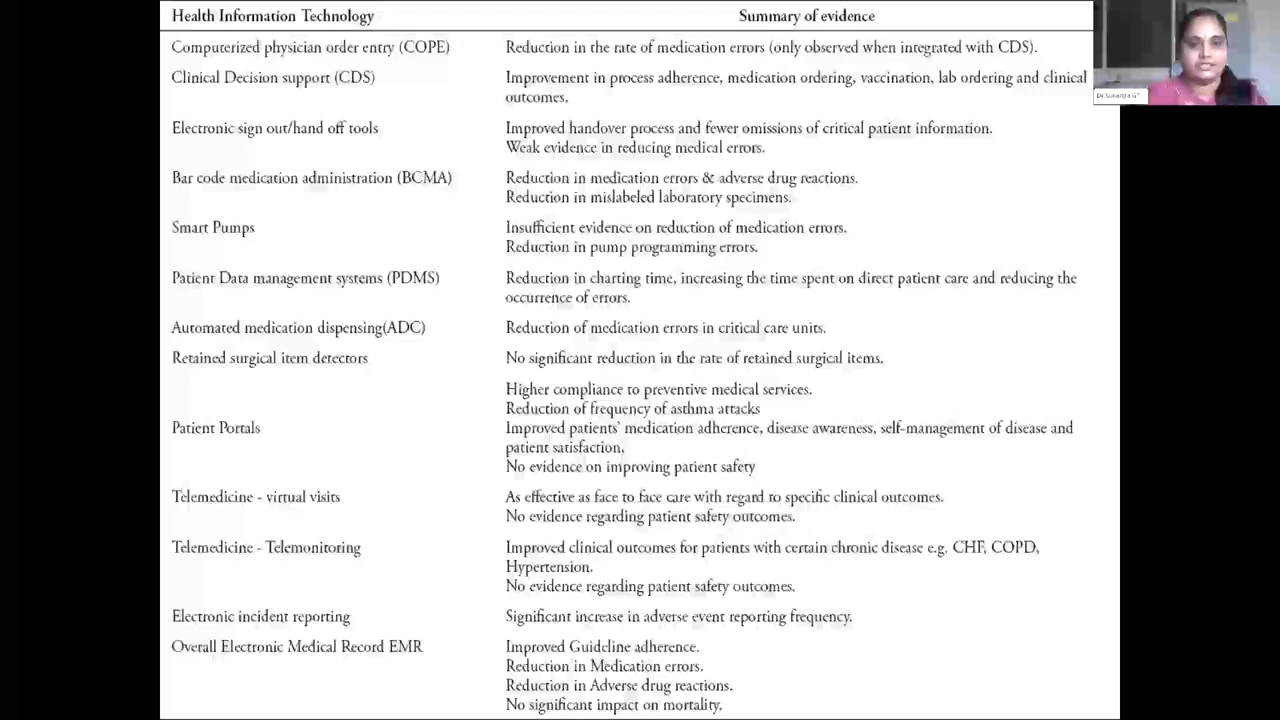 Health Information Technology Summary of evidence
Computerized physician order entry (COPE) Reduction in the rate of medication errors (only observed when integrated with CDS).
Clinical Decision support (CDS) Improvement in process adherence, medication ordering, vaccination, lab ordering and clinical
outcomes,
Electronic sign out/hand off tools Improved handover process and fewer omissions of critical patient information.
Weak evidence in reducing medical errors.
Bar code medication administration (BCMA) Reduction in medication errors & adverse drug reactions.
Reduction in mislabeled laboratory specimens.
Smart Pumps Insufficient evidence on reduction of medication errors.
Reduction in pump programming errors.
Patient Data management systems (PDMS) Reduction in charting time, increasing the time spent on direct patient care and reducing the
occurrence of errors.
Automated medication dispensing(ADC) Reduction of medication errors in critical care units.
Retained surgical item detectors No significant reduction in the rate of retained surgical items.
Higher compliance to preventive medical services.
Reduction of frequency of asthma attacks
Patient Portals Improved patients' medication adherence, disease awareness, self-management of disease and
patient satisfaction,
No evidence on improving patient safety
Telemedicine - virtual visits As effective as face to face care with regard to specific clinical outcomes.
No evidence regarding patient safety outcomes.
Telemedicine - Telemonitoring Improved clinical outcomes for patients with certain chronic disease e.g. CHF, COPD,
Hypertension.
No evidence regarding patient safety outcomes.
Electronic incident reporting Significant increase in adverse event reporting frequency.
Overall Electronic Medical Record EMR Improved Guideline adherence.
Reduction in Medication errors.
Reduction in Adverse drug reactions.
No significant impact on mortality.